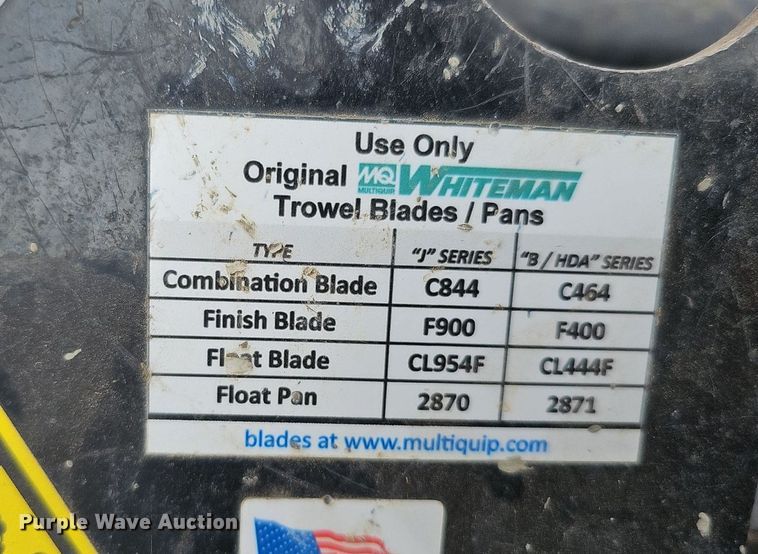 Use Only
Original MQ MULTIQUIP WHITEMAN
Trowel Blades / Pans
TYPE "J" SERIES "B / HDA" SERIES
Combination Blade C844 C464
Finish Blade F900 F400
Float Blade CL954F CL444F
Float Pan 2870 2871
blades at www.multiquip.com
Purple Wave Auction